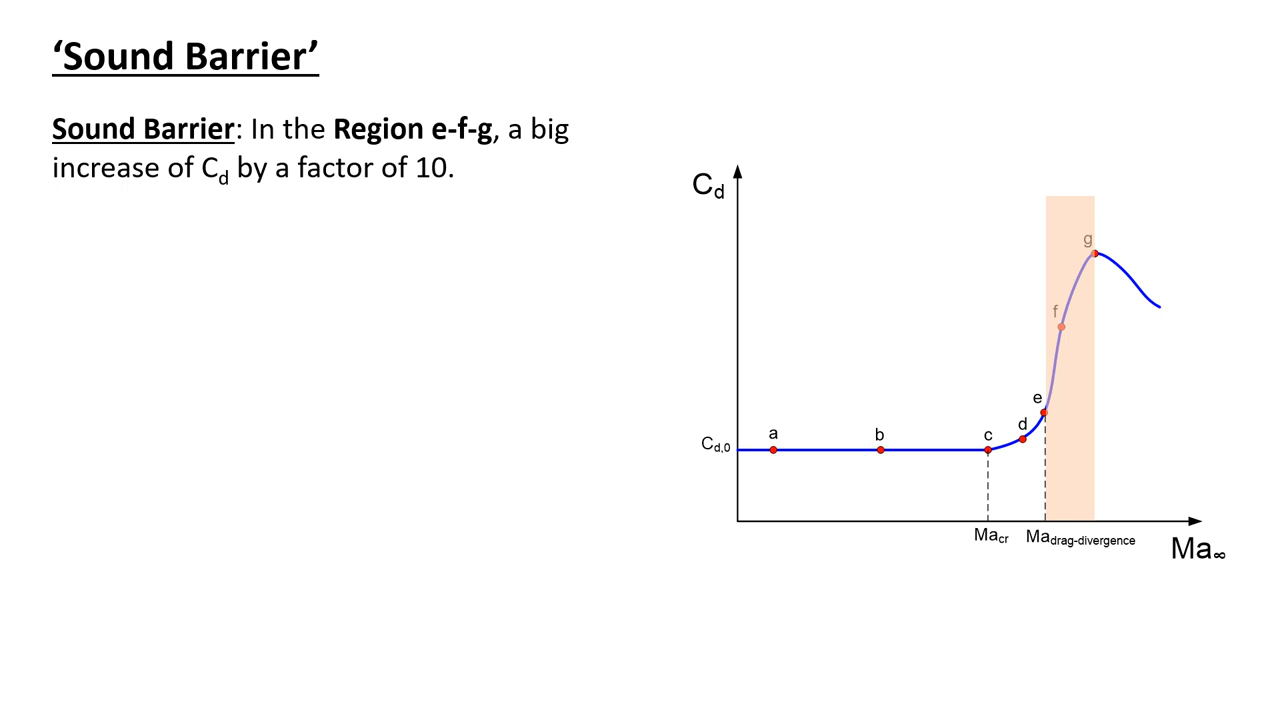 ‘Sound Barrier’
Sound Barrier: In the Region e-f-g, a big
increase of Cd by a factor of 10.
Cd
g
f
e
d
Cd,0
a
b
c
Macr
Madrag-divergence
Ma∞